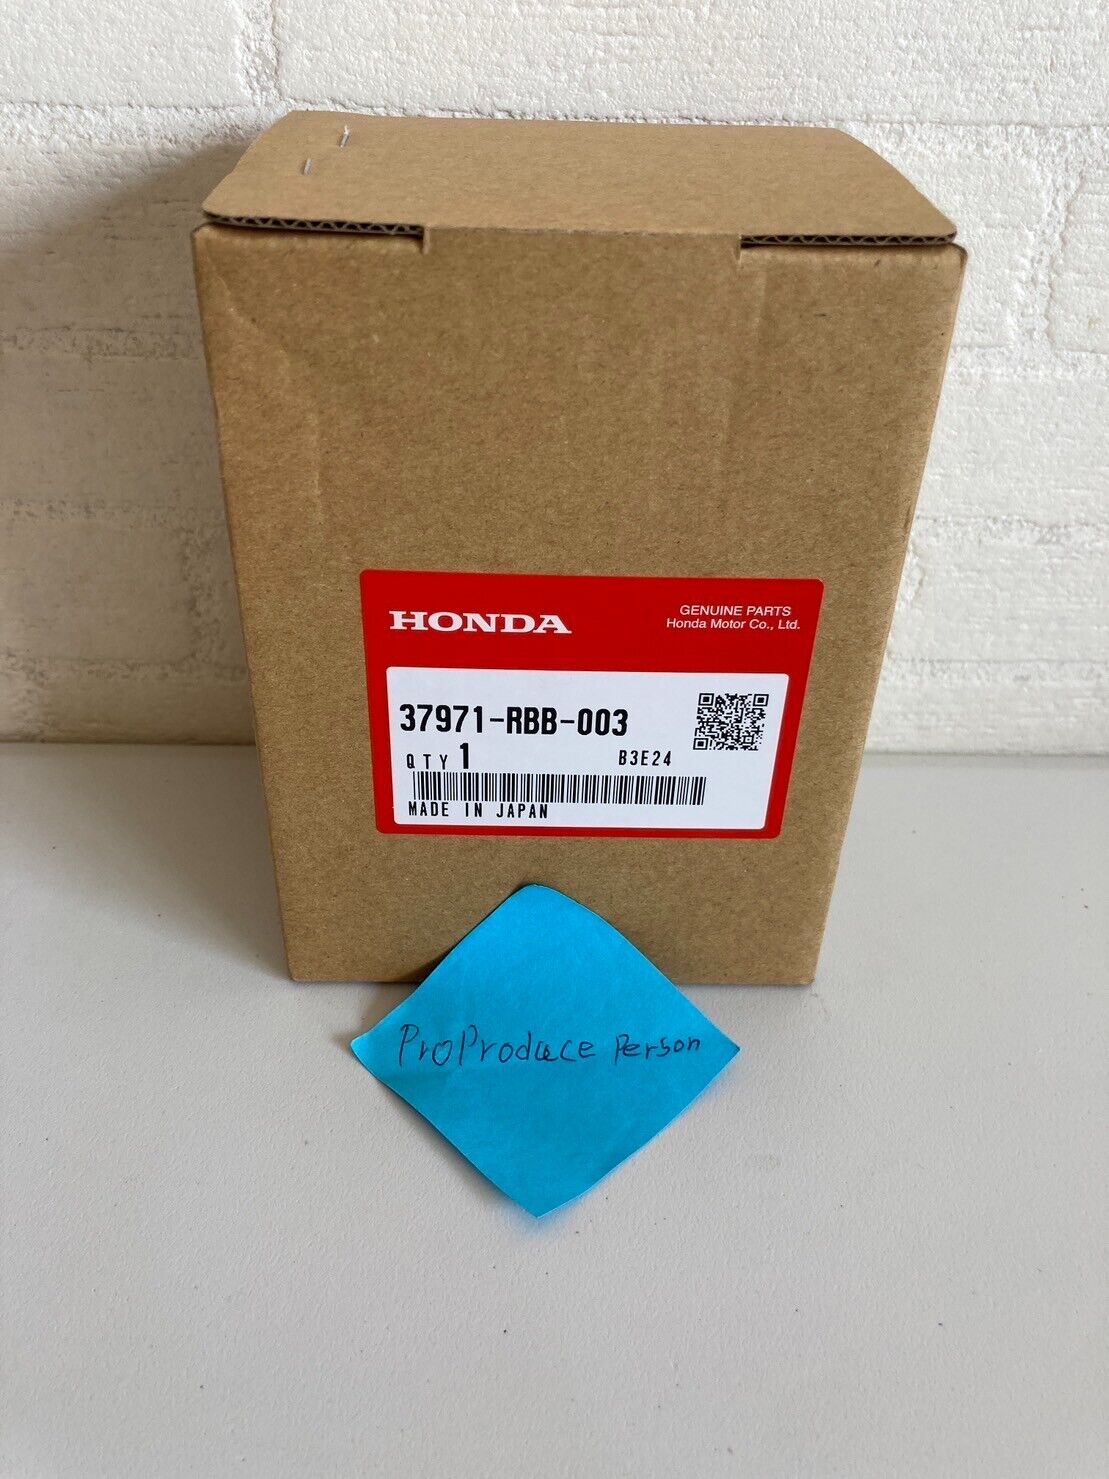 HONDA
GENUINE PARTS
Honda Motor Co., Ltd.
37971-RBB-003
QTY 1 B3E24
MADE IN JAPAN
ProProduce Person